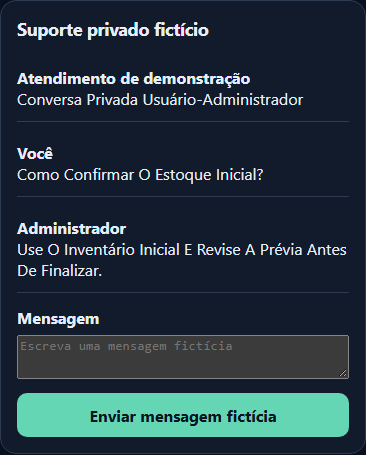 Suporte privado fictício
Atendimento de demonstração
Conversa Privada Usuário-Administrador
Você
Como Confirmar O Estoque Inicial?
Administrador
Use O Inventário Inicial E Revise A Prévia Antes
De Finalizar.
Mensagem
Escreva uma mensagem fictícia
Enviar mensagem fictícia